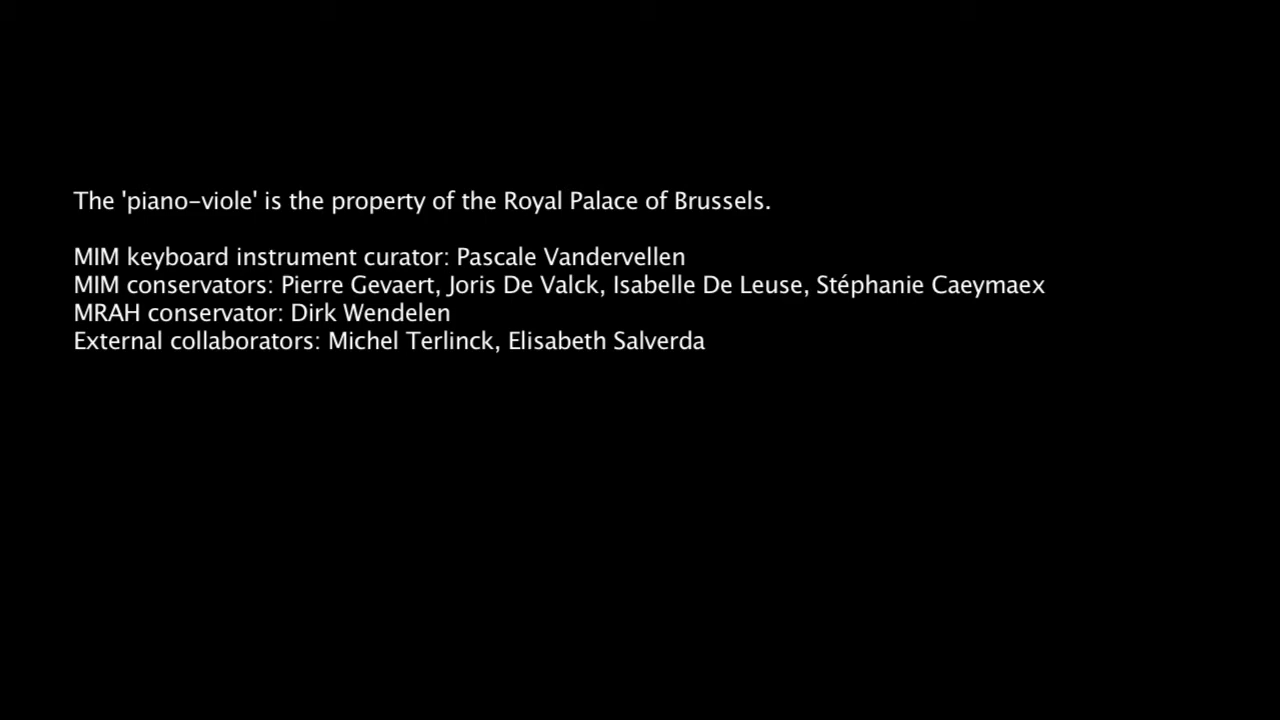 The 'piano-viole' is the property of the Royal Palace of Brussels.
MIM keyboard instrument curator: Pascale Vandervellen
MIM conservators: Pierre Gevaert, Joris De Valck, Isabelle De Leuse, Stéphanie Caeymaex
MRAH conservator: Dirk Wendelen
External collaborators: Michel Terlinck, Elisabeth Salverda